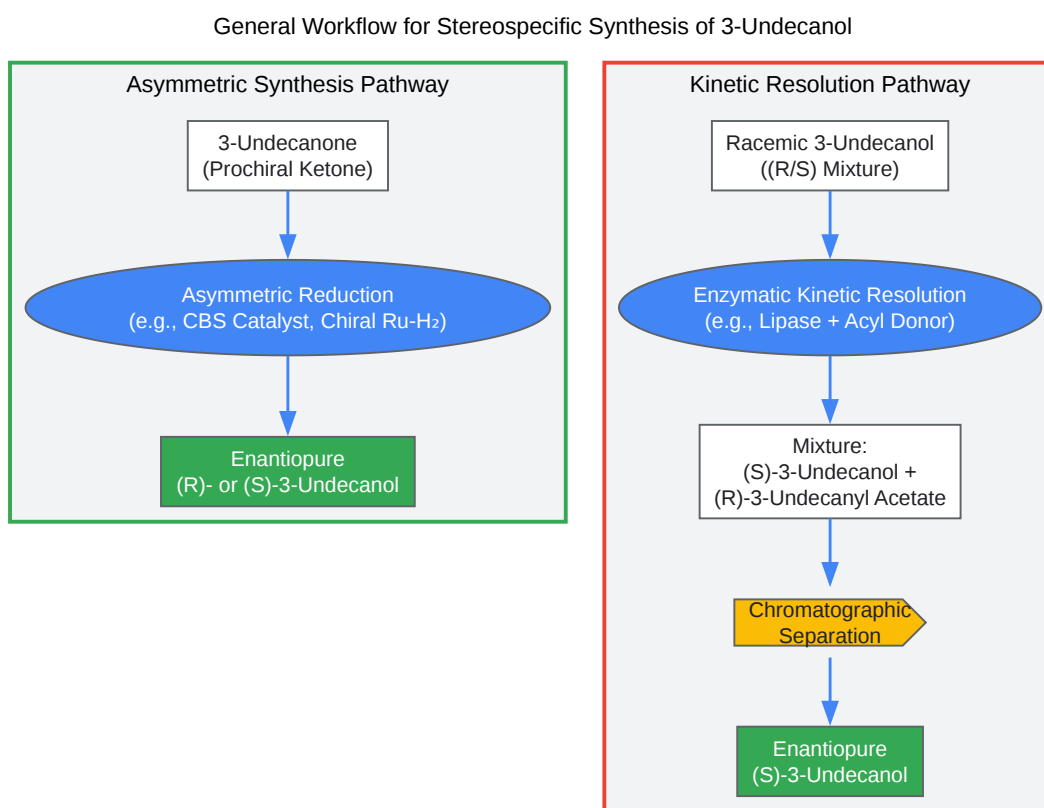 General Workflow for Stereospecific Synthesis of 3-Undecanol
Asymmetric Synthesis Pathway
3-Undecanone
(Prochiral Ketone)
Asymmetric Reduction
(e.g., CBS Catalyst, Chiral Ru-H₂)
Enantiopure
(R)- or (S)-3-Undecanol
Kinetic Resolution Pathway
Racemic 3-Undecanol
((R/S) Mixture)
Enzymatic Kinetic Resolution
(e.g., Lipase + Acyl Donor)
Mixture:
(S)-3-Undecanol +
(R)-3-Undecanyl Acetate
Chromatographic
Separation
Enantiopure
(S)-3-Undecanol